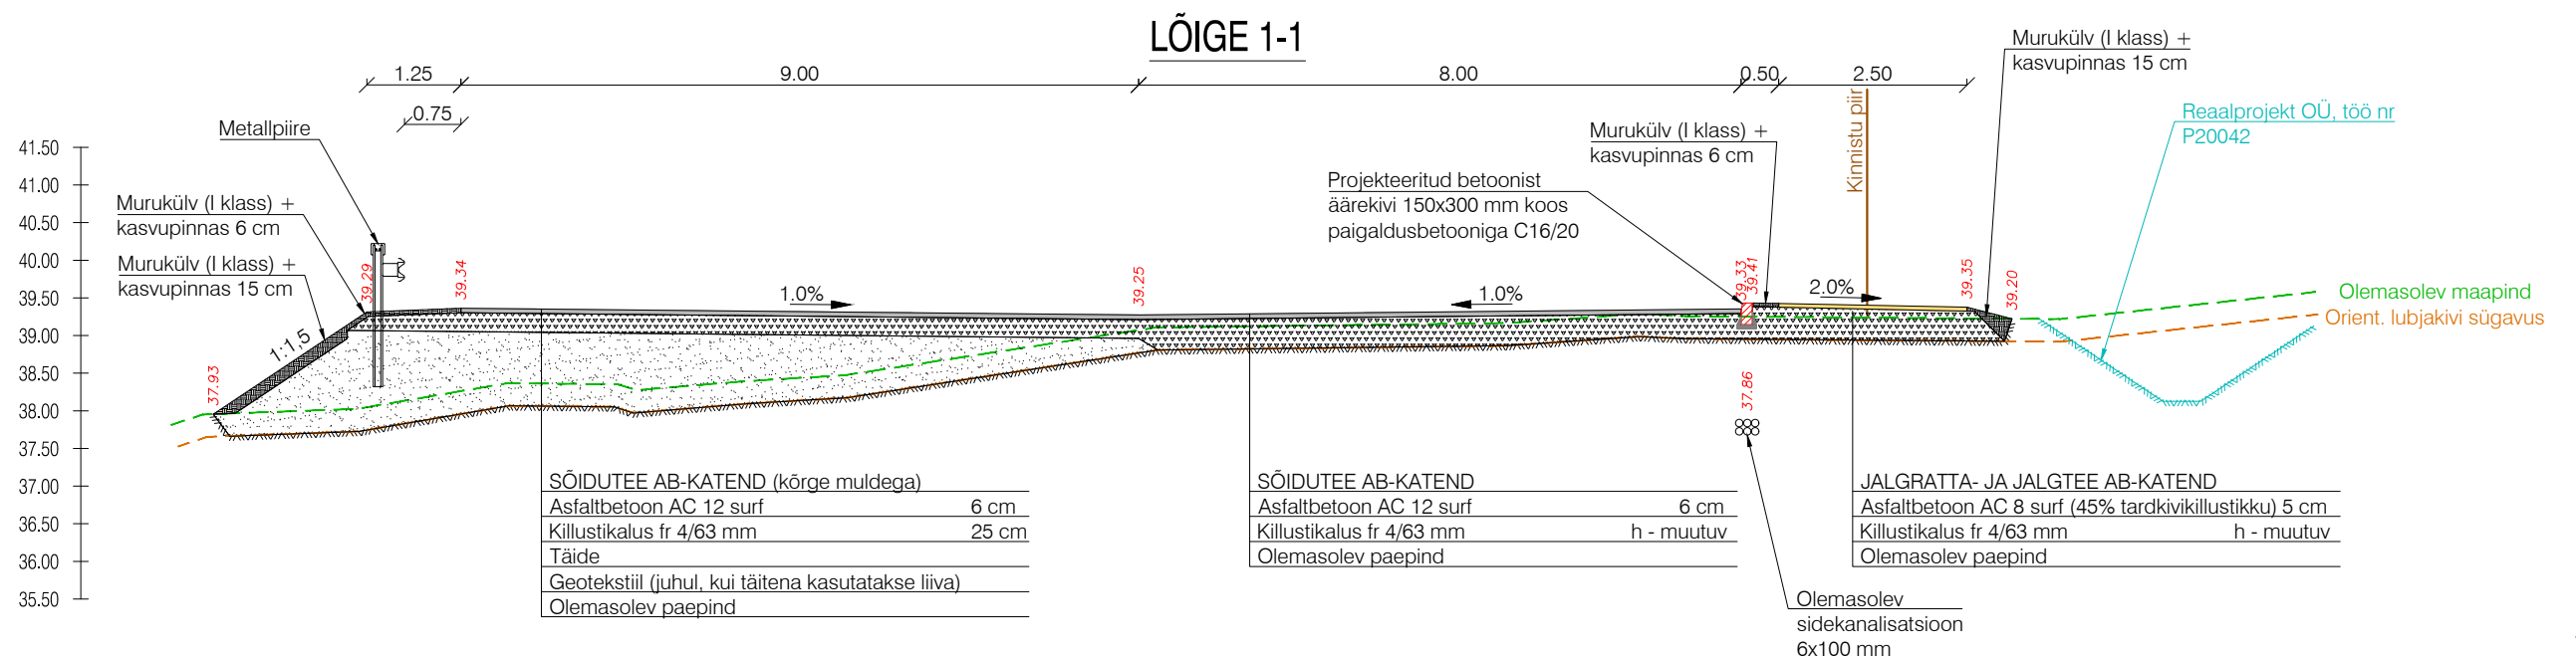 LÕIGE 1-1
1.25
9.00
8.00
0.50
2.50
0.75
Murukülv (I klass) +
kasvupinnas 15 cm
Reaalprojekt OÜ, töö nr
P20042
Metallpiire
Murukülv (I klass) +
kasvupinnas 6 cm
Kinnistu piir
Projekteeritud betoonist
äärekivi 150x300 mm koos
paigaldusbetooniga C16/20
Murukülv (I klass) +
kasvupinnas 6 cm
Murukülv (I klass) +
kasvupinnas 15 cm
41.50
41.00
40.50
40.00
39.50
39.00
38.50
38.00
37.50
37.00
36.50
36.00
35.50
37.93
1:1,5
39.29
39.34
1.0%
39.25
1.0%
39.33
39.41
2.0%
39.35
39.20
37.86
Olemasolev maapind
Orient. lubjakivi sügavus
SÕIDUTEE AB-KATEND (kõrge muldega)
Asfaltbetoon AC 12 surf 6 cm
Killustikalus fr 4/63 mm 25 cm
Täide
Geotekstiil (juhul, kui täitena kasutatakse liiva)
Olemasolev paepind
SÕIDUTEE AB-KATEND
Asfaltbetoon AC 12 surf 6 cm
Killustikalus fr 4/63 mm h - muutuv
Olemasolev paepind
JALGRATTA- JA JALGTEE AB-KATEND
Asfaltbetoon AC 8 surf (45% tardkivikillustikku) 5 cm
Killustikalus fr 4/63 mm h - muutuv
Olemasolev paepind
Olemasolev
sidekanalisatsioon
6x100 mm